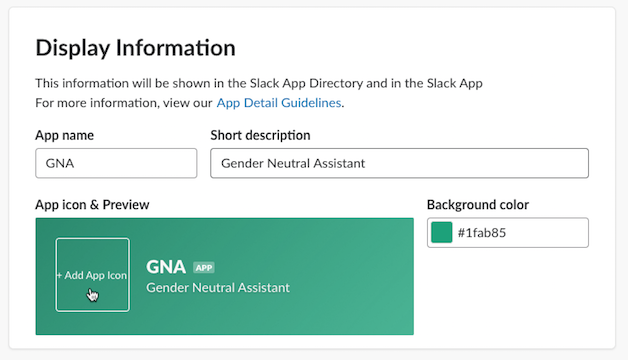 Display Information
This information will be shown in the Slack App Directory and in the Slack App
For more information, view our App Detail Guidelines.
App name
Short description
GNA
Gender Neutral Assistant
App icon & Preview
Background color
+ Add App Icon
GNA APP
Gender Neutral Assistant
#1fab85